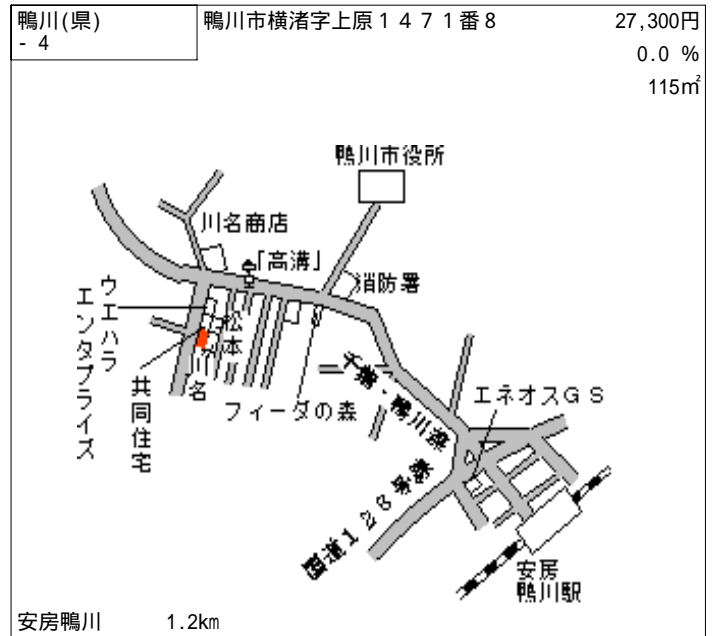 鴨川(県)
- 4
鴨川市横渚字上原１４７１番８
27,300円
0.0 %
115㎡
鴨川市役所
川名商店
「高溝」
消防署
ウエハラ
エンタプライズ
松本
川名
共同住宅
フィーダの森
千葉・鴨川線
エネオスＧＳ
国道１２８号線
安房
鴨川駅
安房鴨川
1.2㎞